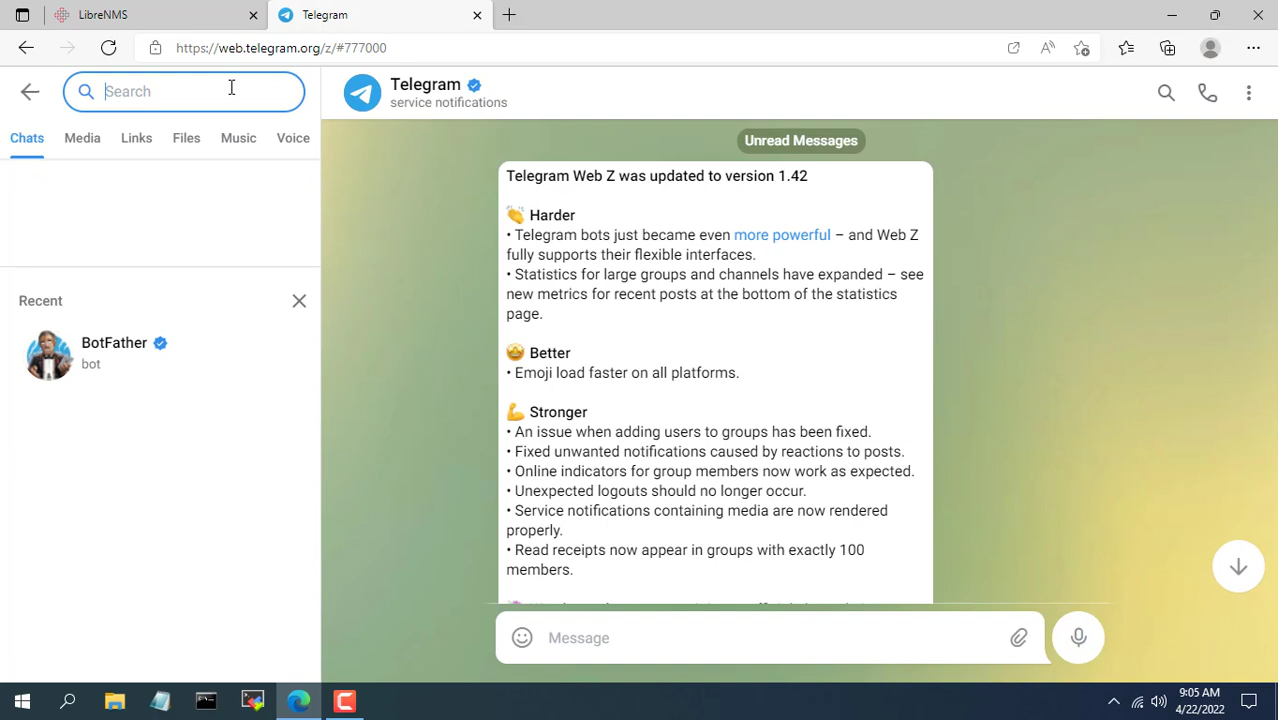 LibreNMS
Telegram
https://web.telegram.org/z/#777000
Search
Chats
Media
Links
Files
Music
Voice
Recent
BotFather
bot
Telegram
service notifications
Unread Messages
Telegram Web Z was updated to version 1.42
👏 Harder
• Telegram bots just became even more powerful – and Web Z
fully supports their flexible interfaces.
• Statistics for large groups and channels have expanded – see
new metrics for recent posts at the bottom of the statistics
page.
🤩 Better
• Emoji load faster on all platforms.
💪 Stronger
• An issue when adding users to groups has been fixed.
• Fixed unwanted notifications caused by reactions to posts.
• Online indicators for group members now work as expected.
• Unexpected logouts should no longer occur.
• Service notifications containing media are now rendered
properly.
• Read receipts now appear in groups with exactly 100
members.
Message
9:05 AM
4/22/2022